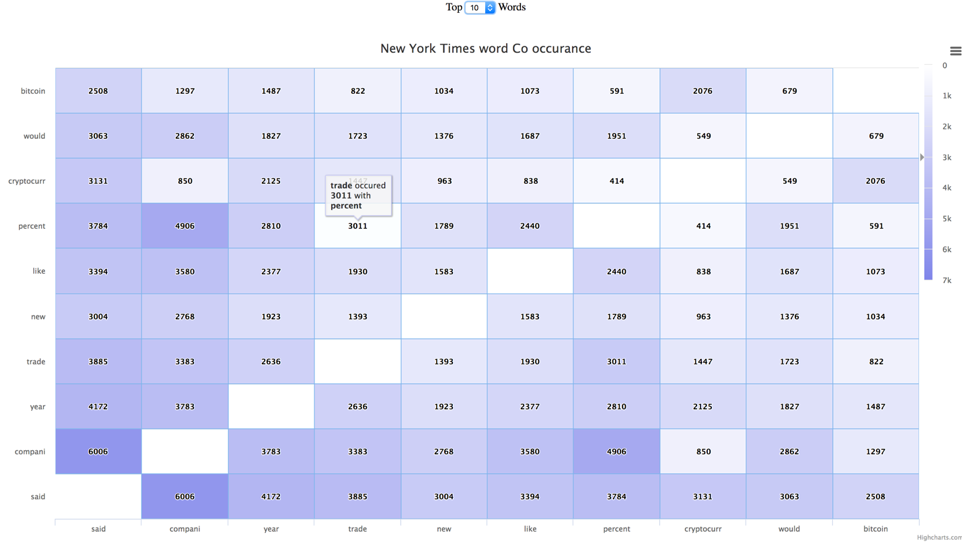 Top 10 Words
New York Times word Co occurance
bitcoin 2508 1297 1487 822 1034 1073 591 2076 679
would 3063 2862 1827 1723 1376 1687 1951 549 679
cryptocurr 3131 850 2125 1447 963 838 414 549 2076
percent 3784 4906 2810 3011 1789 2440 414 1951 591
like 3394 3580 2377 1930 1583 2440 838 1687 1073
new 3004 2768 1923 1393 1583 1789 963 1376 1034
trade 3885 3383 2636 1393 1930 3011 1447 1723 822
year 4172 3783 2636 1923 2377 2810 2125 1827 1487
compani 6006 3783 3383 2768 3580 4906 850 2862 1297
said 6006 4172 3885 3004 3394 3784 3131 3063 2508
said compani year trade new like percent cryptocurr would bitcoin
trade occured
3011 with
percent
0
1k
2k
3k
4k
5k
6k
7k
Highcharts.com